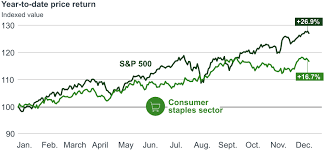 Year-to-date price return
Indexed value
130
+26.9%
S&P 500
120
110
+16.7%
Consumer
staples sector
100
90
Jan. Feb. March April May Jun. Jul. Aug. Sept. Oct. Nov. Dec.